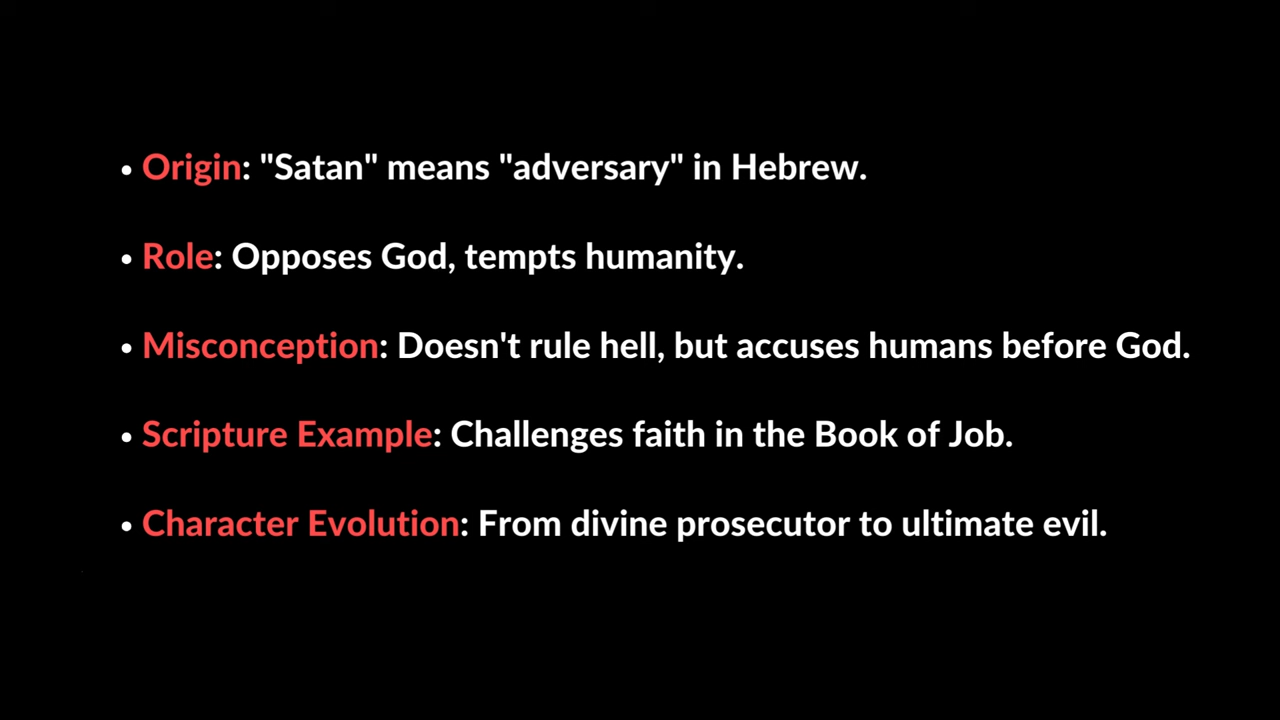 • Origin: "Satan" means "adversary" in Hebrew.
• Role: Opposes God, tempts humanity.
• Misconception: Doesn't rule hell, but accuses humans before God.
• Scripture Example: Challenges faith in the Book of Job.
• Character Evolution: From divine prosecutor to ultimate evil.